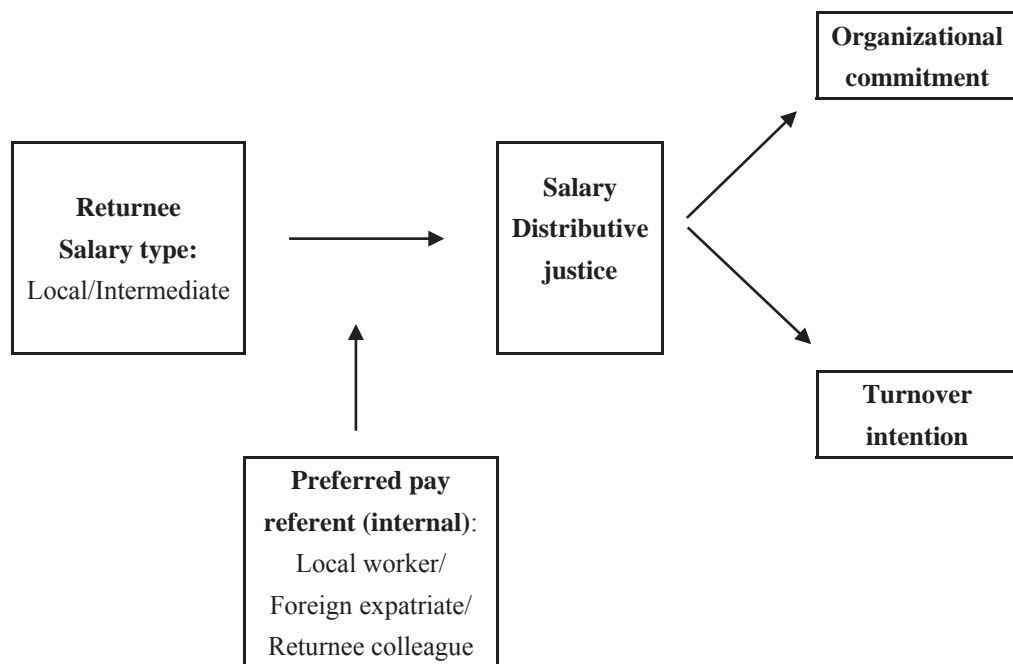 Organizational
commitment
Returnee
Salary type:
Local/Intermediate
Salary
Distributive
justice
Turnover
intention
Preferred pay
referent (internal):
Local worker/
Foreign expatriate/
Returnee colleague